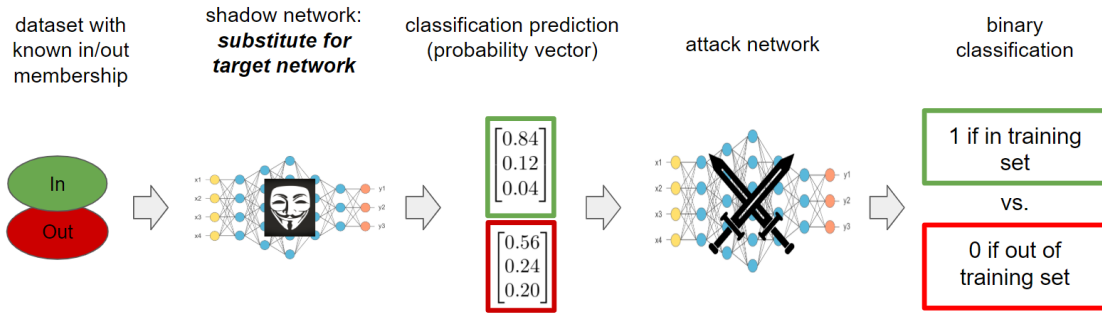 dataset with
known in/out
membership
shadow network:
substitute for
target network
classification prediction
(probability vector)
attack network
binary
classification
In
Out
x1
x2
x3
x4
y1
y2
y3
0.84
0.12
0.04
0.56
0.24
0.20
x1
x2
x3
x4
y1
y2
y3
1 if in training
set
vs.
0 if out of
training set